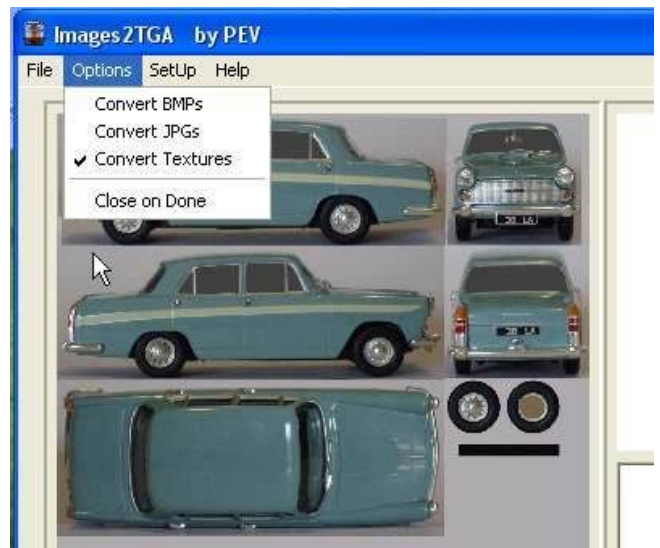 Images2TGA by PEV
File Options SetUp Help
Convert BMPs
Convert JPGs
Convert Textures
Close on Done